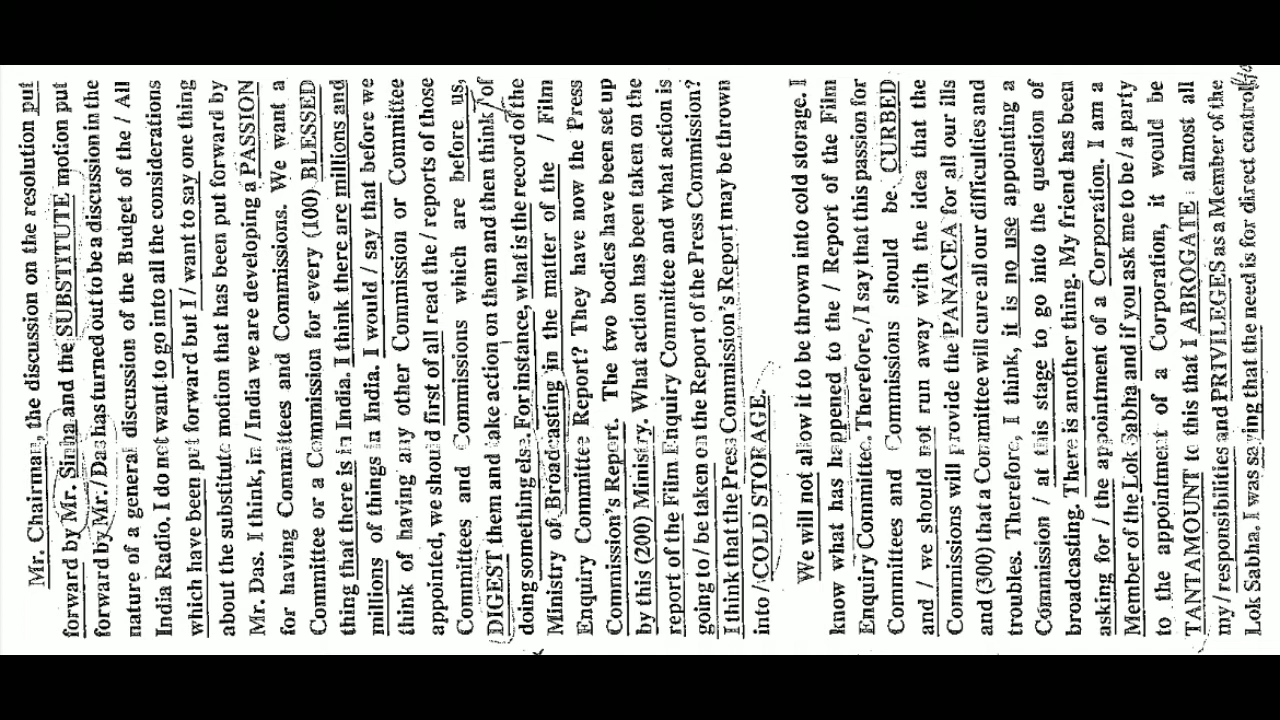 Mr. Chairman, the discussion on the resolution put
forward by Mr. Sinha and the SUBSTITUTE motion put
forward by Mr. / Das has turned out to be a discussion in the
nature of a general discussion of the Budget of the / All
India Radio. I do not want to go into all the considerations
which have been put forward but I / want to say one thing
about the substitute motion that has been put forward by
Mr. Das. I think, in / India we are developing a PASSION
for having Committees and Commissions. We want a
Committee or a Commission for every (100) BLESSED
thing that there is in India. I think there are millions and
millions of things in India. I would / say that before we
think of having any other Commission or Committee
appointed, we should first of all read the / reports of those
Committees and Commissions which are before us,
DIGEST them and take action on them and then think / of
doing something else. For instance, what is the record of the
Ministry of Broadcasting in the matter of the / Film
Enquiry Committee Report? They have now the Press
Commission's Report. The two bodies have been set up
by this (200) Ministry. What action has been taken on the
report of the Film Enquiry Committee and what action is
going to / be taken on the Report of the Press Commission?
I think that the Press Commission's Report may be thrown
into / COLD STORAGE.
We will not allow it to be thrown into cold storage. I
know what has happened to the / Report of the Film
Enquiry Committee. Therefore, / I say that this passion for
Committees and Commissions should be CURBED
and / we should not run away with the idea that the
Commissions will provide the PANACEA for all our ills
and (300) that a Committee will cure all our difficulties and
troubles. Therefore, I think, it is no use appointing a
Commission / at this stage to go into the question of
broadcasting. There is another thing. My friend has been
asking for / the appointment of a Corporation. I am a
Member of the Lok Sabha and if you ask me to be / a party
to the appointment of a Corporation, it would be
TANTAMOUNT to this that I ABROGATE almost all
my / responsibilities and PRIVILEGES as a Member of the
Lok Sabha. I was saying that the need is for direct control